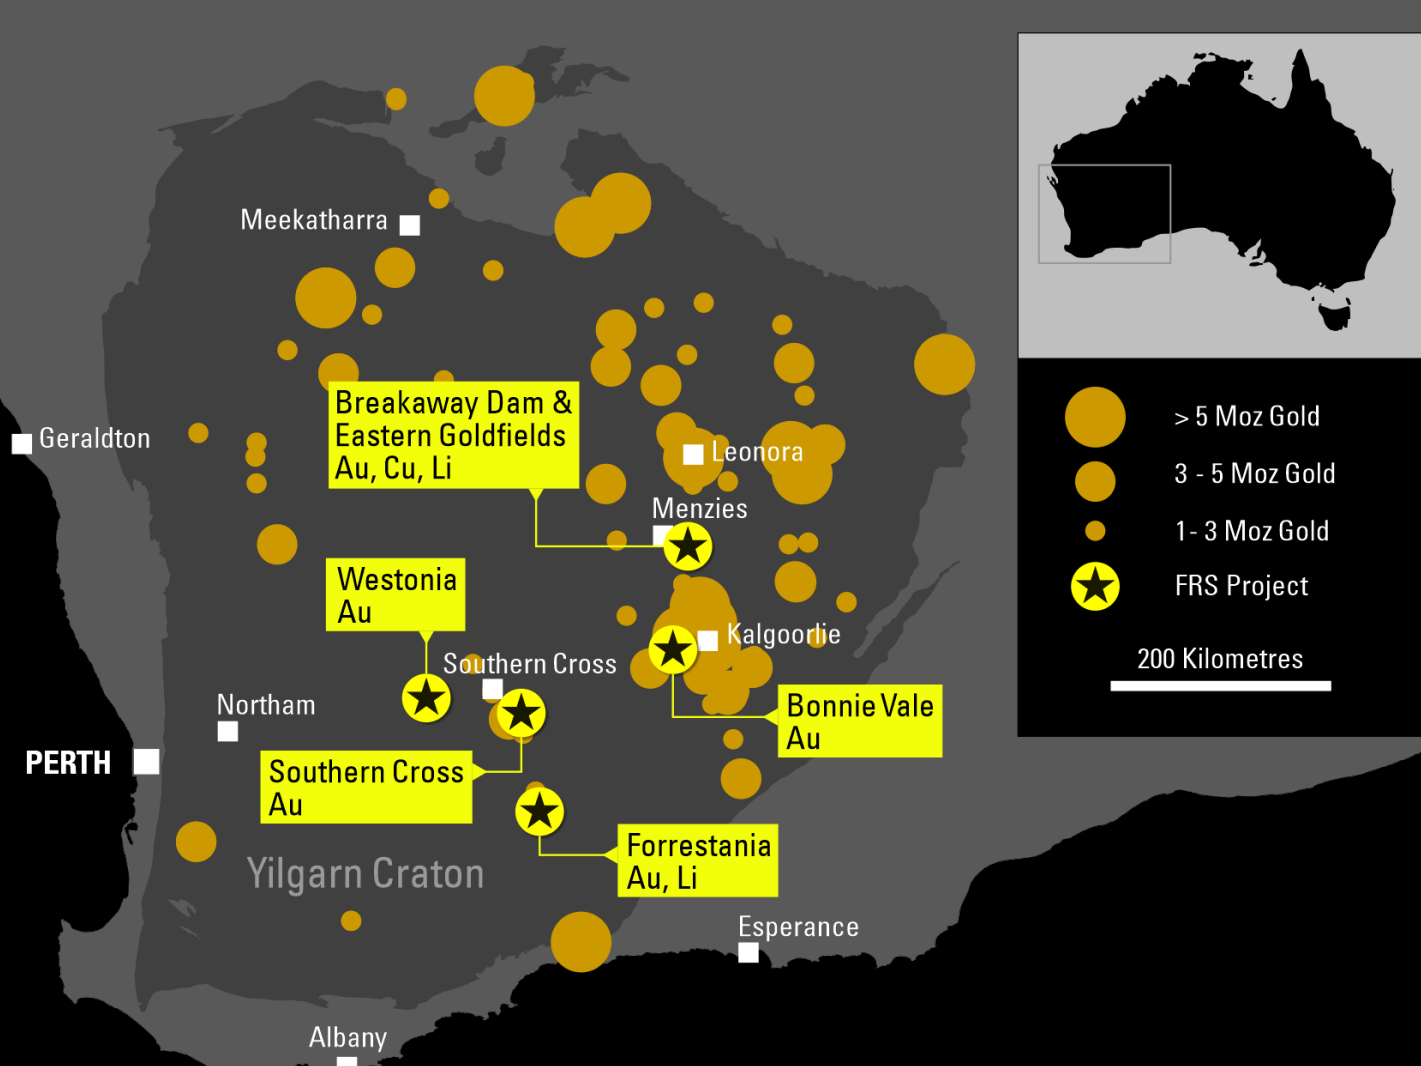 Meekatharra
> 5 Moz Gold
3 - 5 Moz Gold
1- 3 Moz Gold
FRS Project
200 Kilometres
Geraldton
Breakaway Dam &
Eastern Goldfields
Au, Cu, Li
Leonora
Menzies
Westonia
Au
Kalgoorlie
Southern Cross
Northam
Bonnie Vale
Au
PERTH
Southern Cross
Au
Forrestania
Au, Li
Yilgarn Craton
Esperance
Albany